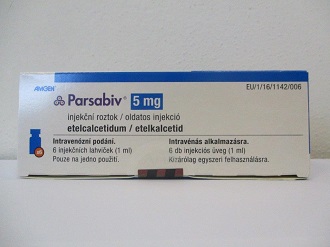 AMGEN
EU/1/16/1142/006
Parsabiv® 5 mg
injekční roztok / oldatos injekció
etelcalcetidum / etelkalcetid
Intravenózní podání.
6 injekčních lahviček (1 ml)
Pouze na jedno použití.
Intravénás alkalmazásra.
6 db injekciós üveg (1 ml)
Kizárólag egyszeri felhasználásra.